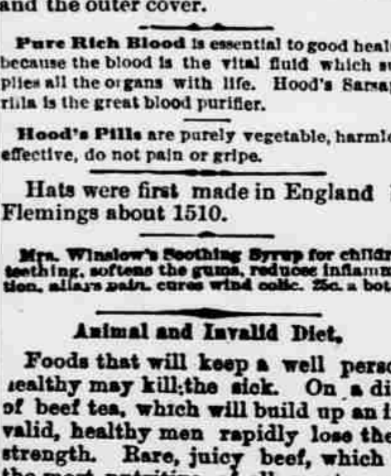 and the outer cover.
Pure Rich Blood is essential to good heal
because the blood is the vital fluid which su
plies all the organs with life. Hood's Sarsap
rilla is the great blood purifier.
Hood's Pills are purely vegetable, harmle
effective, do not pain or gripe.
Hats were first made in England
Flemings about 1510.
Mrs. Winslow's Soothing Syrup for childr
teething, softens the gums, reduces inflamm
tion, allays pain, cures wind colic. 25c. a bot
Animal and Invalid Diet,
Foods that will keep a well perso
healthy may kill the sick. On a di
of beef tea, which will build up an i
valid, healthy men rapidly lose the
strength. Rare, juicy beef, which